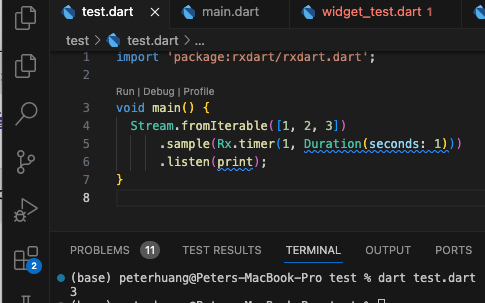 test.dart
main.dart
widget_test.dart 1
test > test.dart > ...
1 import 'package:rxdart/rxdart.dart';
2
Run | Debug | Profile
3 void main() {
4 Stream.fromIterable([1, 2, 3])
5 .sample(Rx.timer(1, Duration(seconds: 1)))
6 .listen(print);
7 }
8
2
PROBLEMS 11 TEST RESULTS TERMINAL OUTPUT PORTS
(base) peterhuang@Peters-MacBook-Pro test % dart test.dart
3